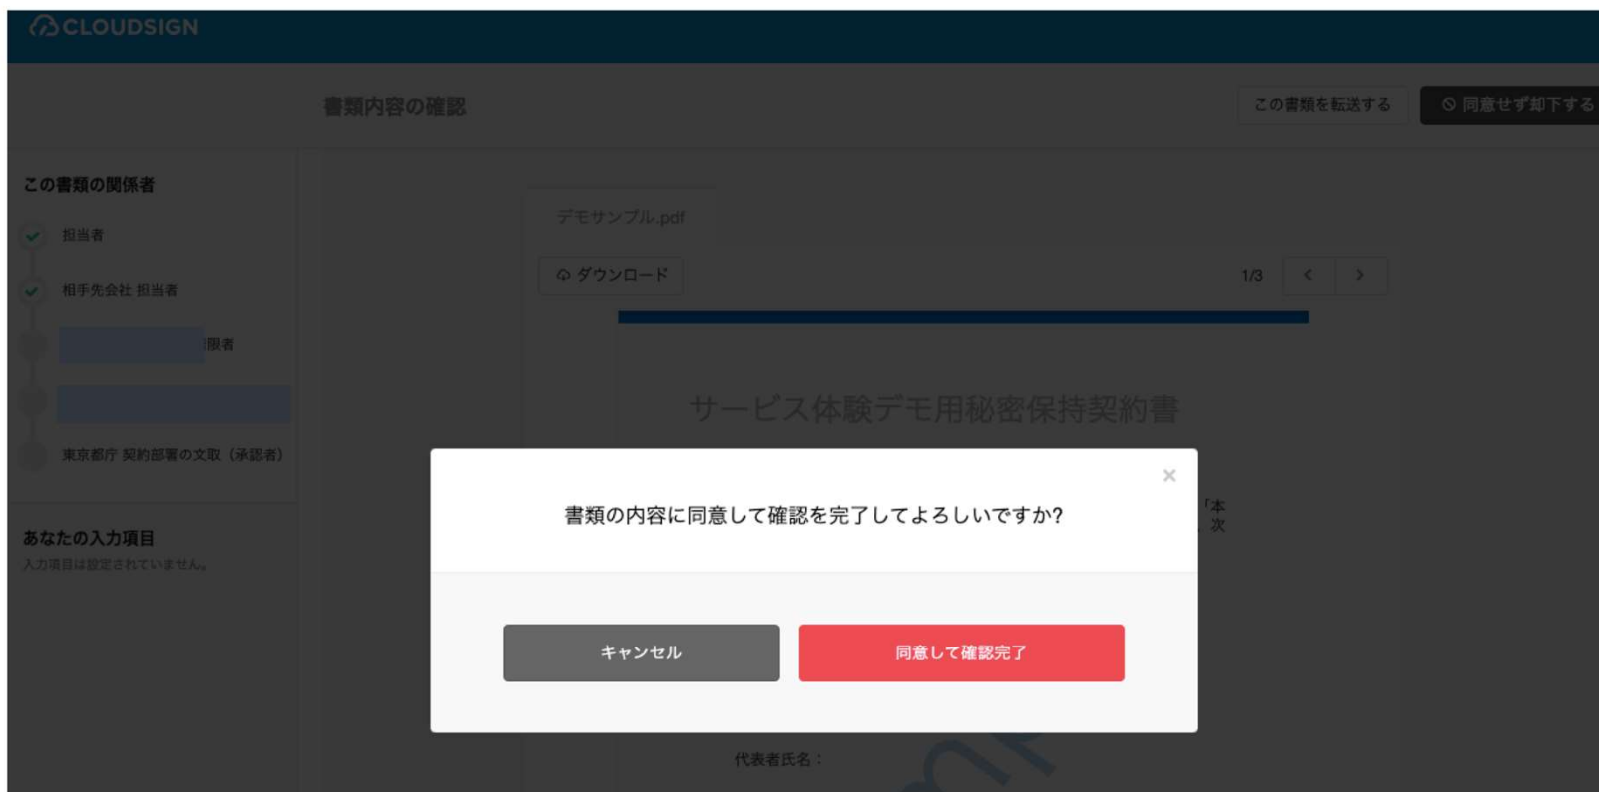 CLOUDSIGN
書類内容の確認
この書類を転送する
同意せず却下する
この書類の関係者
担当者
相手先会社 担当者
限者
東京都庁 契約部署の文取（承認者）
あなたの入力項目
入力項目は設定されていません。
デモサンプル.pdf
ダウンロード
1/3
サービス体験デモ用秘密保持契約書
「本
次
×
書類の内容に同意して確認を完了してよろしいですか?
キャンセル
同意して確認完了
代表者氏名：